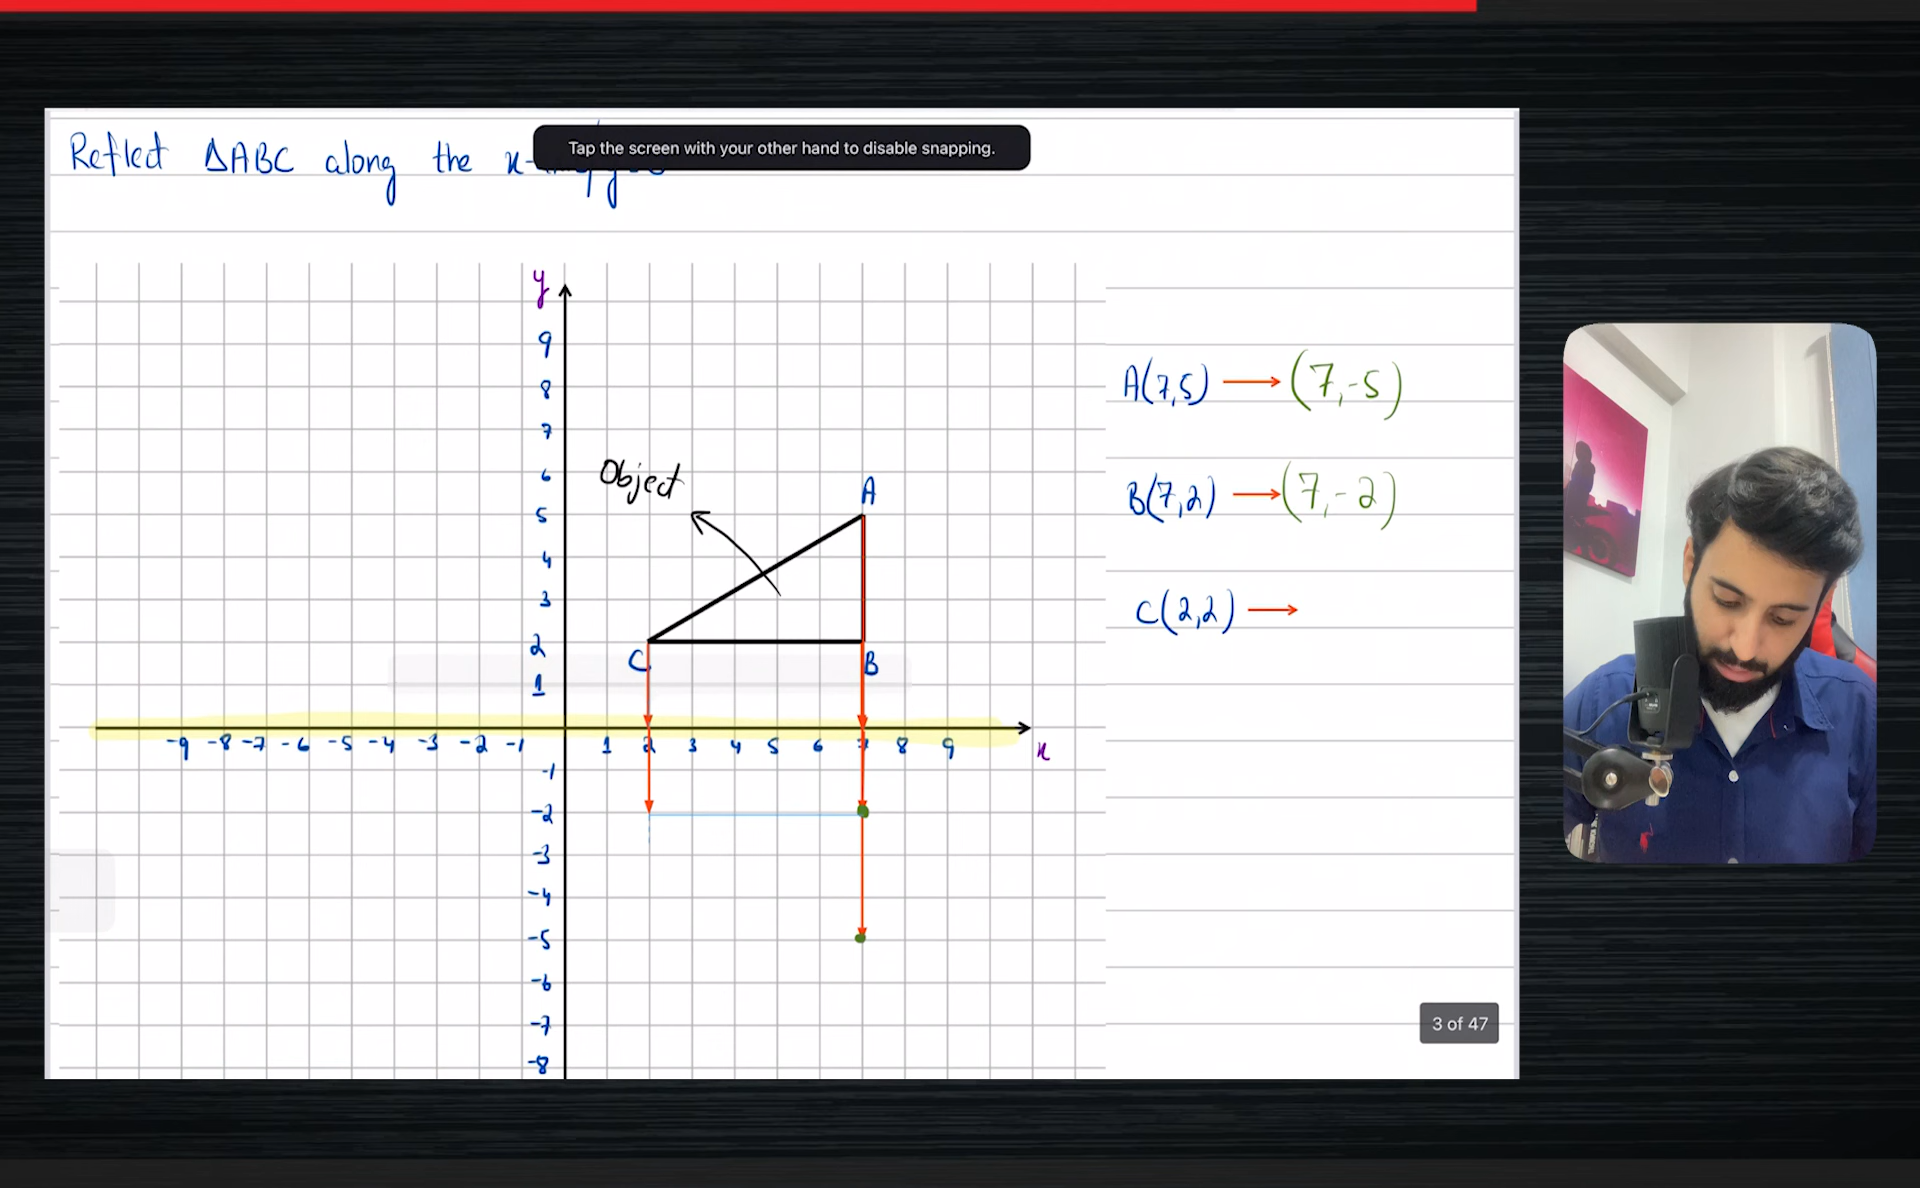 Reflect ΔABC along the x-
Tap the screen with your other hand to disable snapping.
y
9
8
7
6
5
4
3
2
1
Object
A
C
B
-9 -8 -7 -6 -5 -4 -3 -2 -1 1 2 3 4 5 6 7 8 9
x
-1
-2
-3
-4
-5
-6
-7
-8
A(7,5) → (7,-5)
B(7,2) → (7,-2)
C(2,2) →
3 of 47